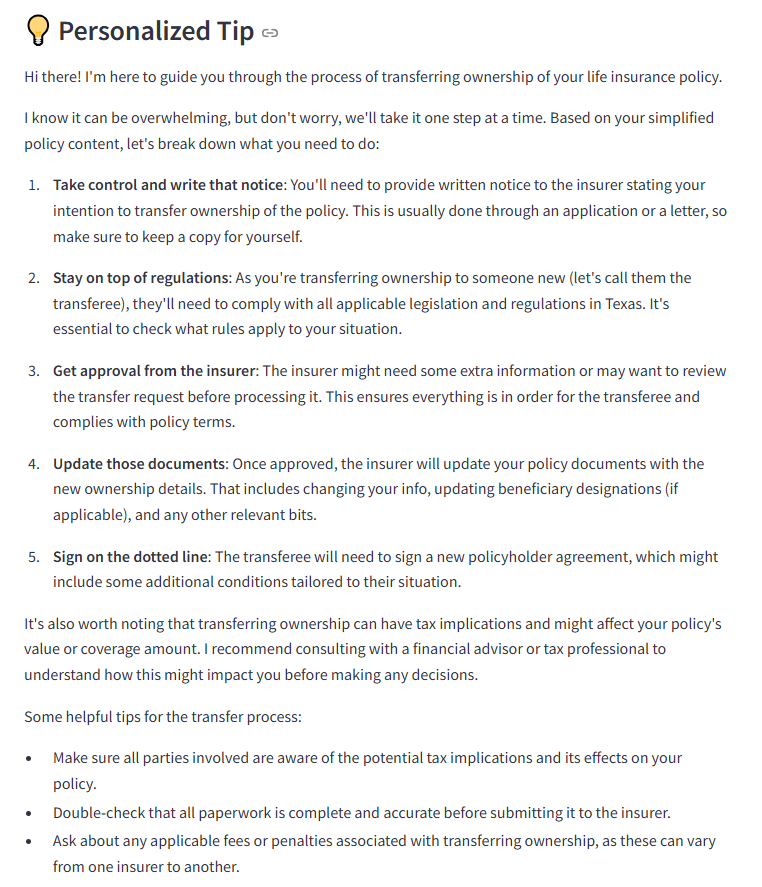 Personalized Tip
Hi there! I'm here to guide you through the process of transferring ownership of your life insurance policy.
I know it can be overwhelming, but don't worry, we'll take it one step at a time. Based on your simplified
policy content, let's break down what you need to do:
1. Take control and write that notice: You'll need to provide written notice to the insurer stating your
intention to transfer ownership of the policy. This is usually done through an application or a letter, so
make sure to keep a copy for yourself.
2. Stay on top of regulations: As you're transferring ownership to someone new (let's call them the
transferee), they'll need to comply with all applicable legislation and regulations in Texas. It's
essential to check what rules apply to your situation.
3. Get approval from the insurer: The insurer might need some extra information or may want to review
the transfer request before processing it. This ensures everything is in order for the transferee and
complies with policy terms.
4. Update those documents: Once approved, the insurer will update your policy documents with the
new ownership details. That includes changing your info, updating beneficiary designations (if
applicable), and any other relevant bits.
5. Sign on the dotted line: The transferee will need to sign a new policyholder agreement, which might
include some additional conditions tailored to their situation.
It's also worth noting that transferring ownership can have tax implications and might affect your policy's
value or coverage amount. I recommend consulting with a financial advisor or tax professional to
understand how this might impact you before making any decisions.
Some helpful tips for the transfer process:
• Make sure all parties involved are aware of the potential tax implications and its effects on your
policy.
• Double-check that all paperwork is complete and accurate before submitting it to the insurer.
• Ask about any applicable fees or penalties associated with transferring ownership, as these can vary
from one insurer to another.